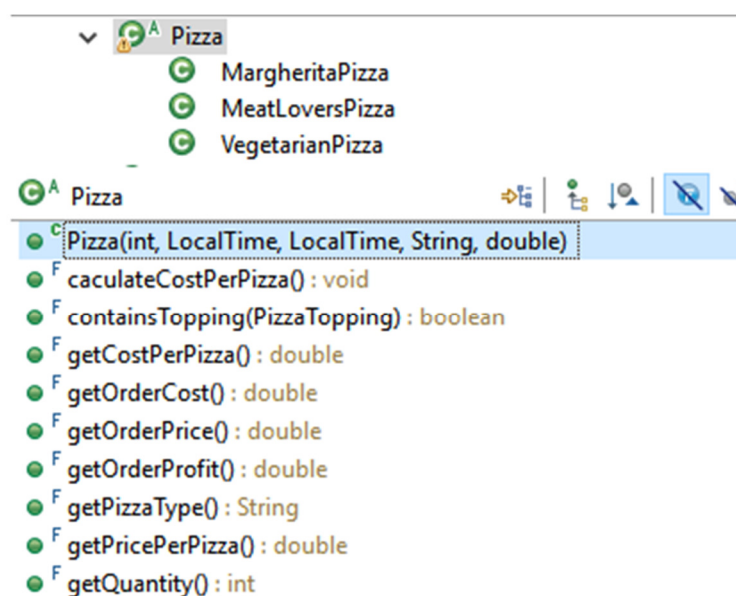 A Pizza
C MargheritaPizza
C MeatLoversPizza
C VegetarianPizza
C A Pizza
C Pizza(int, LocalTime, LocalTime, String, double)
F caculateCostPerPizza() : void
F containsTopping(PizzaTopping) : boolean
F getCostPerPizza() : double
F getOrderCost() : double
F getOrderPrice() : double
F getOrderProfit() : double
F getPizzaType() : String
F getPricePerPizza() : double
F getQuantity() : int